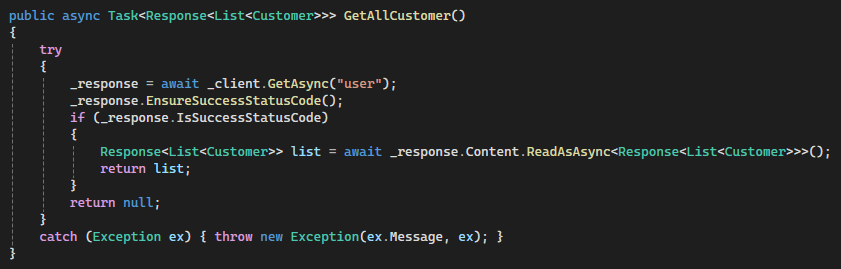 public async Task<Response<List<Customer>>> GetAllCustomer()
{
try
{
_response = await _client.GetAsync("user");
_response.EnsureSuccessStatusCode();
if (_response.IsSuccessStatusCode)
{
Response<List<Customer>> list = await _response.Content.ReadAsAsync<Response<List<Customer>>>();
return list;
}
return null;
}
catch (Exception ex) { throw new Exception(ex.Message, ex); }
}